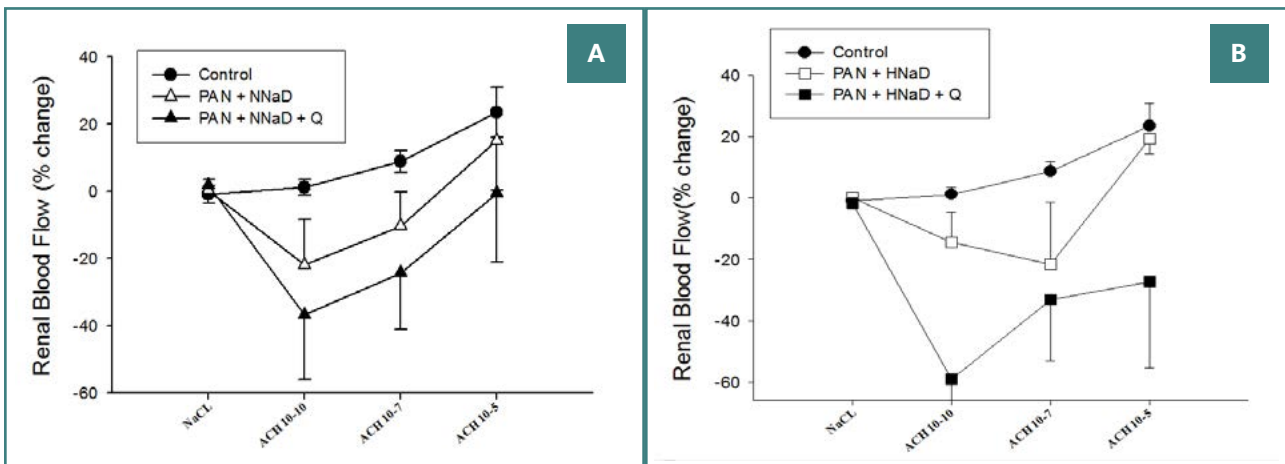 A
Control
PAN + NNaD
PAN + NNaD + Q
Renal Blood Flow (% change)
40
20
0
-20
-40
-60
NaCL
ACH 10-10
ACH 10-7
ACH 10-5
B
Control
PAN + HNaD
PAN + HNaD + Q
Renal Blood Flow(% change)
40
20
0
-20
-40
-60
NaCL
ACH 10-10
ACH 10-7
ACH 10-5